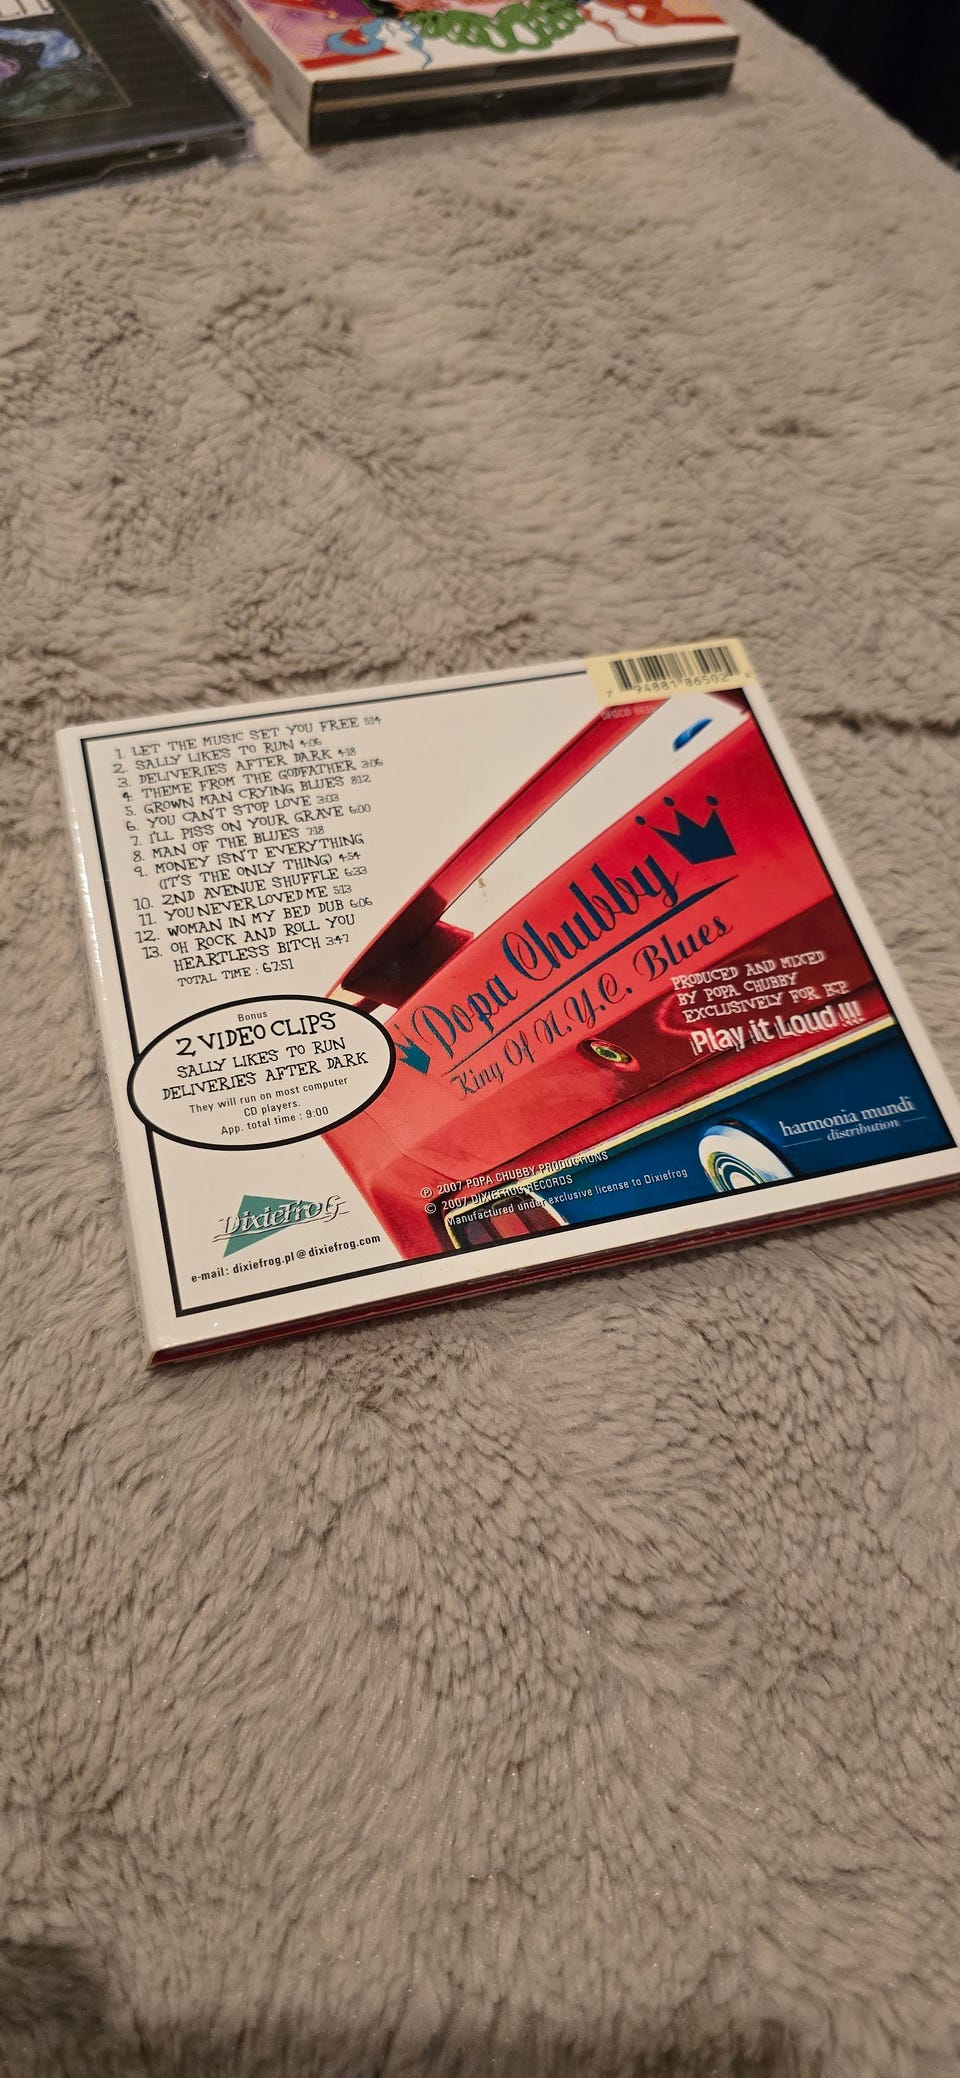 1. LET THE MUSIC SET YOU FREE 5:14
2. SALLY LIKES TO RUN 4:06
3. DELIVERIES AFTER DARK 4:38
4. THEME FROM THE GODFATHER 3:06
5. GROWN MAN CRYING BLUES 8:12
6. YOU CAN'T STOP LOVE 3:03
7. I'LL PISS ON YOUR GRAVE 6:00
8. MAN OF THE BLUES 7:18
9. MONEY ISN'T EVERYTHING
(IT'S THE ONLY THING) 4:54
10. 2ND AVENUE SHUFFLE 6:33
11. YOU NEVER LOVED ME 5:13
12. WOMAN IN MY BED DUB 6:06
13. OH ROCK AND ROLL YOU
HEARTLESS BITCH 3:47
TOTAL TIME : 67:51
Bonus
2 VIDEO CLIPS
SALLY LIKES TO RUN
DELIVERIES AFTER DARK
They will run on most computer
CD players.
App. total time : 9:00
Dixiefrog
e-mail: dixiefrog.pl@dixiefrog.com
7 94881 86502
DFGCD
Popa Chubby
King Of N.Y.C. Blues
PRODUCED AND MIXED
BY POPA CHUBBY
EXCLUSIVELY FOR PCP
Play it Loud !!!
harmonia mundi
distribution
℗ 2007 POPA CHUBBY PRODUCTIONS
© 2007 DIXIEFROG RECORDS
Manufactured under exclusive license to Dixiefrog